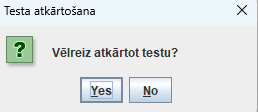 Testa atkārtošana
Vēlreiz atkārtot testu?
Yes No